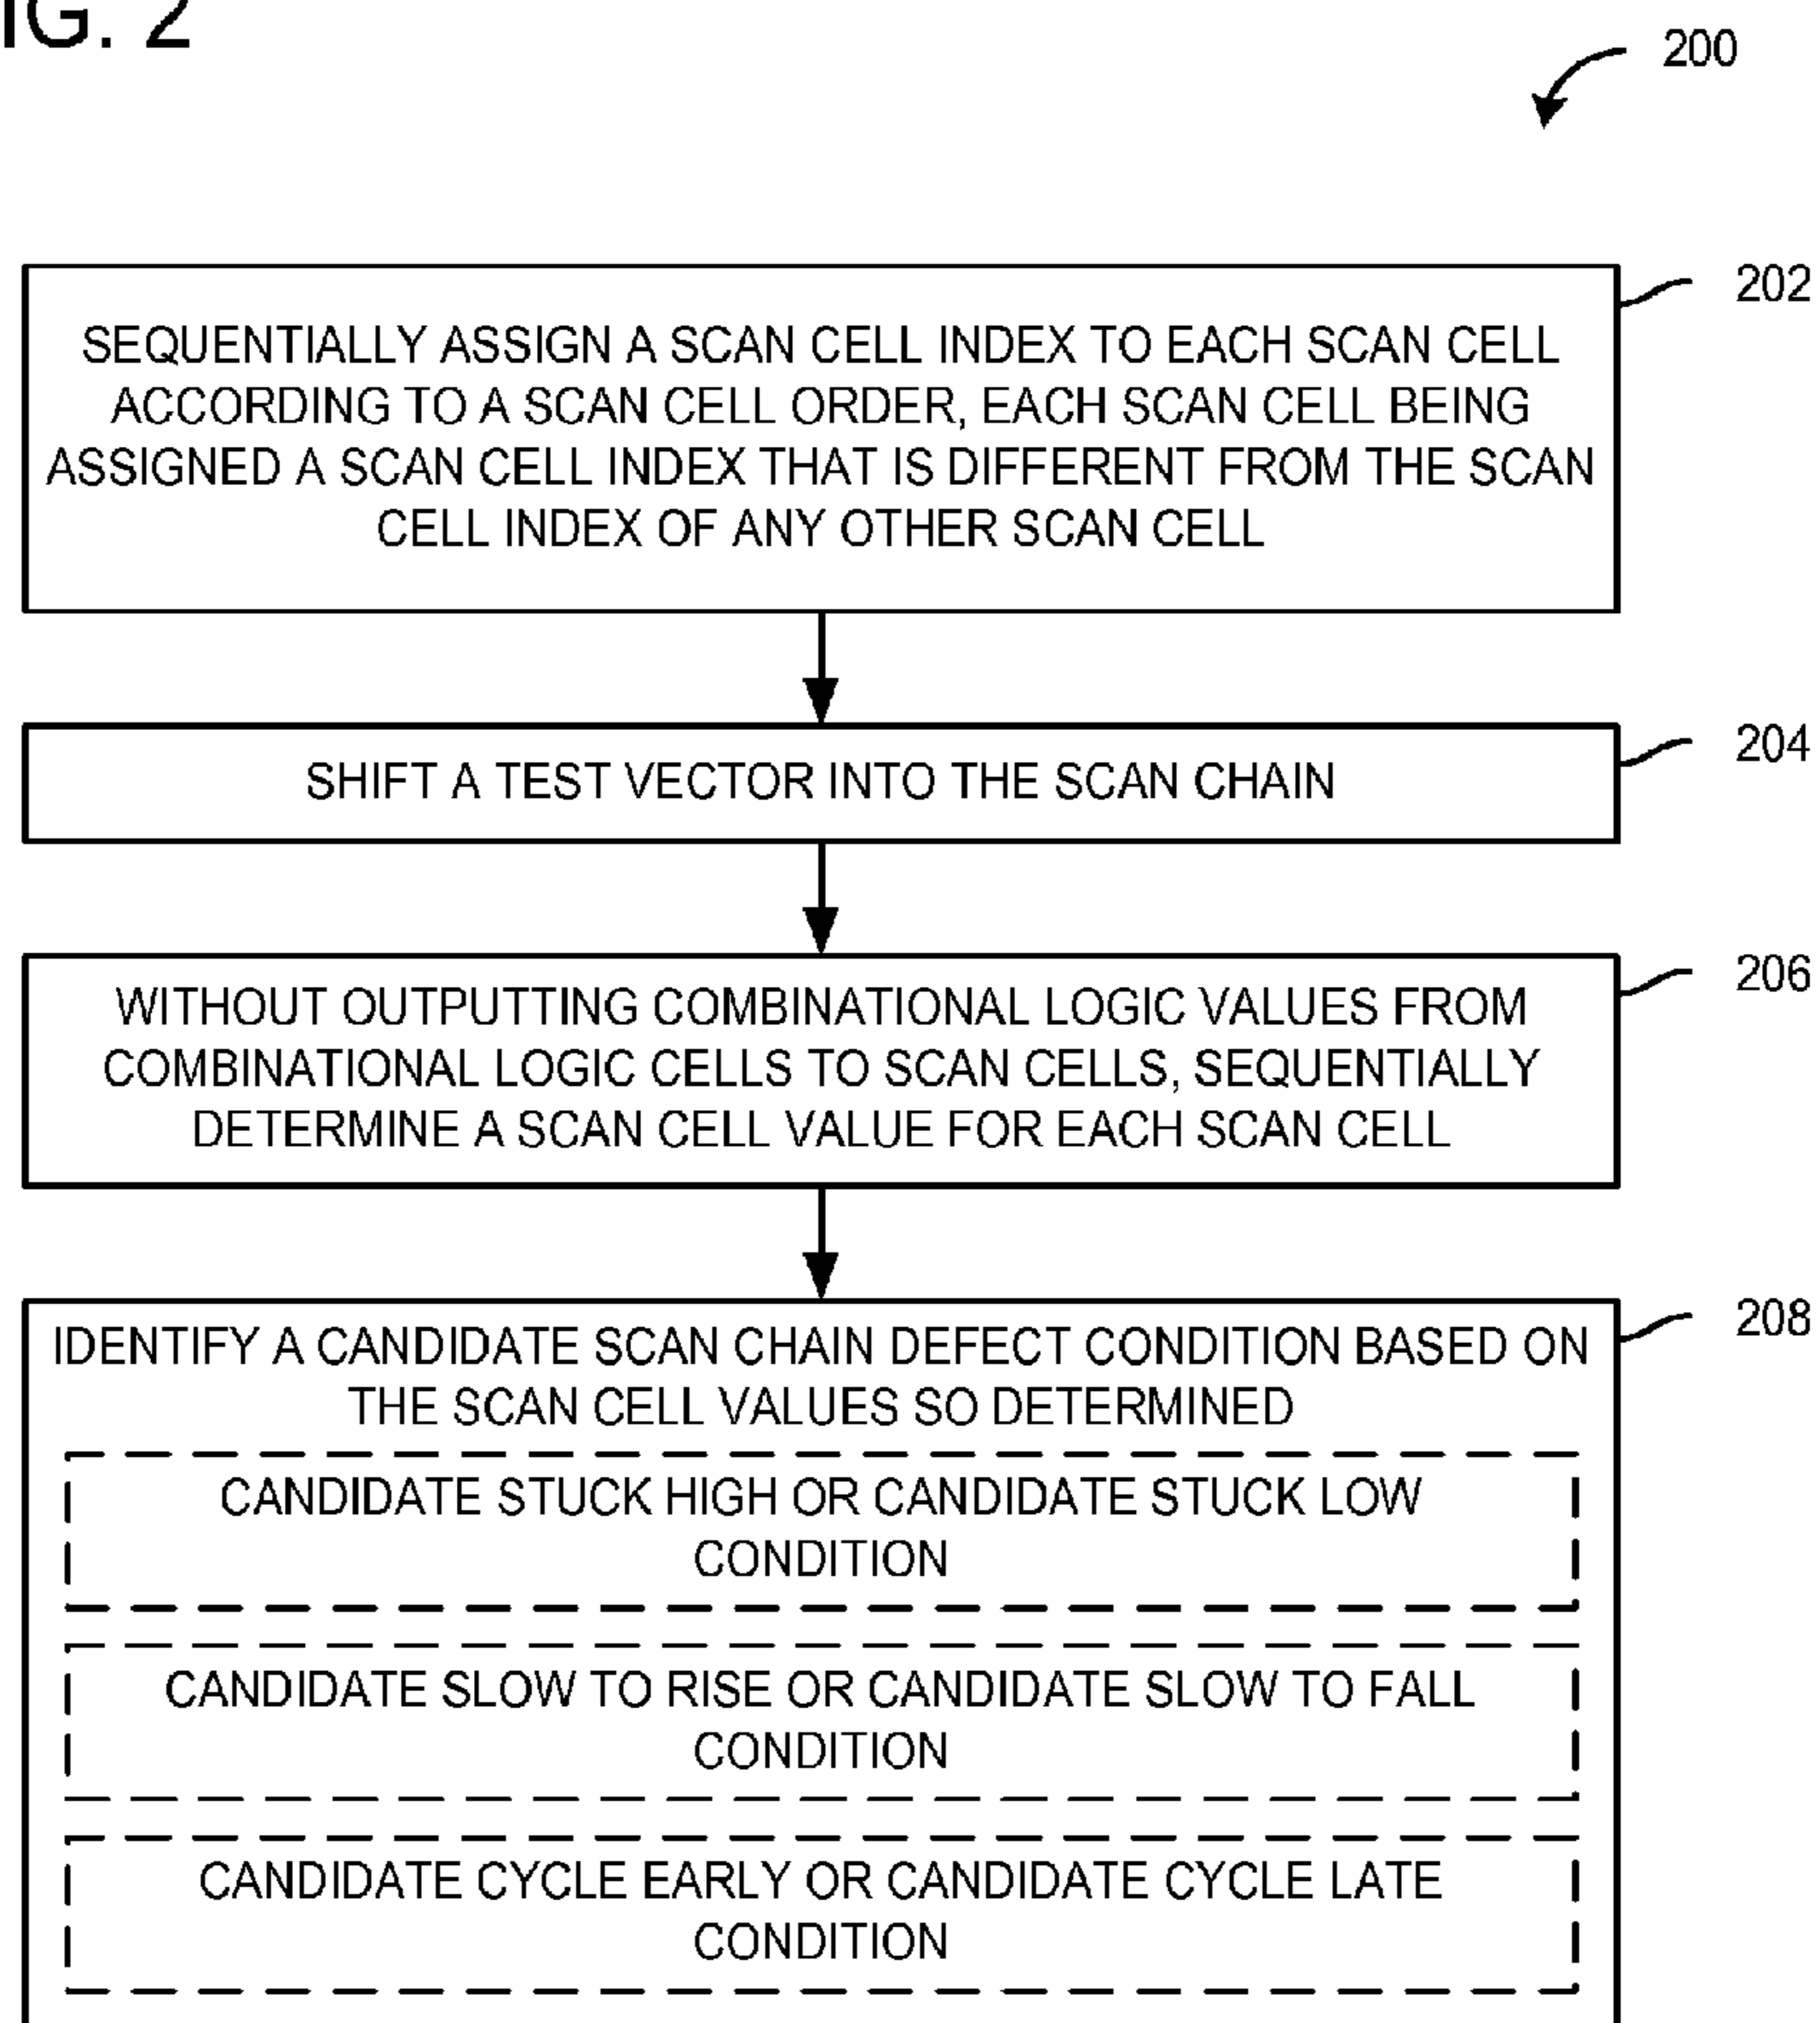 IG. 2
200
202
SEQUENTIALLY ASSIGN A SCAN CELL INDEX TO EACH SCAN CELL
ACCORDING TO A SCAN CELL ORDER, EACH SCAN CELL BEING
ASSIGNED A SCAN CELL INDEX THAT IS DIFFERENT FROM THE SCAN
CELL INDEX OF ANY OTHER SCAN CELL
204
SHIFT A TEST VECTOR INTO THE SCAN CHAIN
206
WITHOUT OUTPUTTING COMBINATIONAL LOGIC VALUES FROM
COMBINATIONAL LOGIC CELLS TO SCAN CELLS, SEQUENTIALLY
DETERMINE A SCAN CELL VALUE FOR EACH SCAN CELL
208
IDENTIFY A CANDIDATE SCAN CHAIN DEFECT CONDITION BASED ON
THE SCAN CELL VALUES SO DETERMINED
CANDIDATE STUCK HIGH OR CANDIDATE STUCK LOW
CONDITION
CANDIDATE SLOW TO RISE OR CANDIDATE SLOW TO FALL
CONDITION
CANDIDATE CYCLE EARLY OR CANDIDATE CYCLE LATE
CONDITION